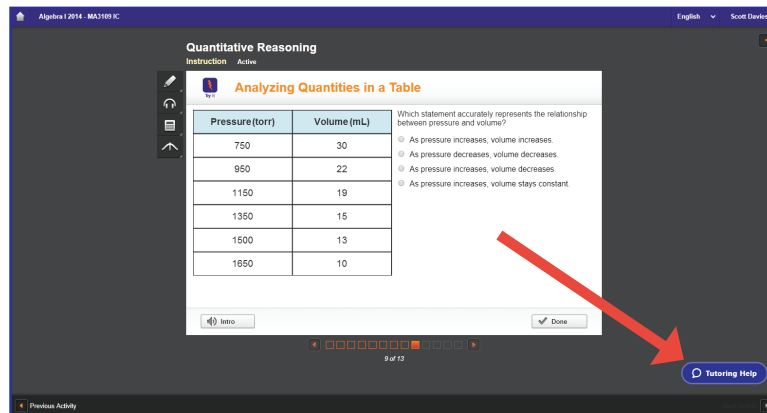 Algebra I 2014 - MA3109 IC
English
Scott Davies
Quantitative Reasoning
Instruction Active
Try It
Analyzing Quantities in a Table
Pressure (torr) Volume (mL)
750 30
950 22
1150 19
1350 15
1500 13
1650 10
Which statement accurately represents the relationship
between pressure and volume?
As pressure increases, volume increases.
As pressure decreases, volume decreases.
As pressure increases, volume decreases.
As pressure increases, volume stays constant.
Intro
Done
9 of 13
Tutoring Help
Previous Activity